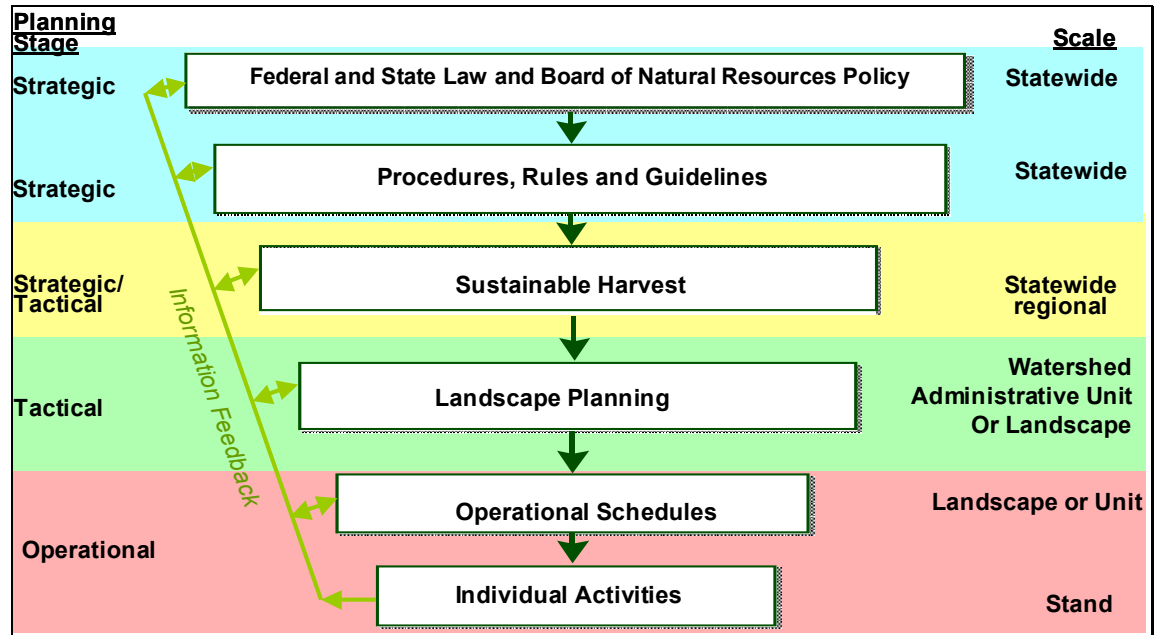 Planning
Stage
Scale
Strategic
Federal and State Law and Board of Natural Resources Policy
Statewide
Strategic
Procedures, Rules and Guidelines
Statewide
Strategic/
Tactical
Sustainable Harvest
Statewide
regional
Information Feedback
Tactical
Landscape Planning
Watershed
Administrative Unit
Or Landscape
Operational
Operational Schedules
Landscape or Unit
Individual Activities
Stand